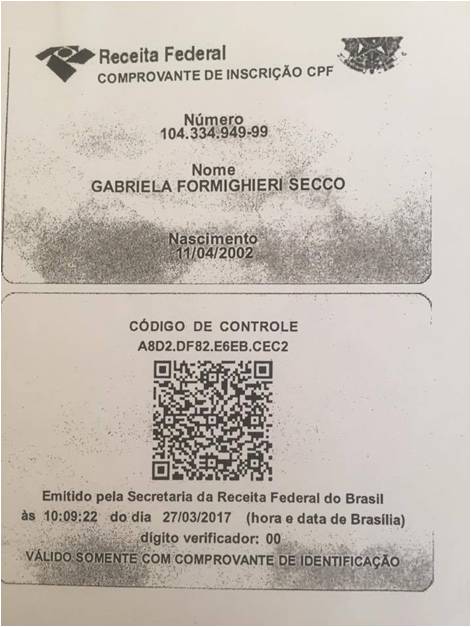 Receita Federal
COMPROVANTE DE INSCRIÇÃO CPF
Número
104.334.949-99
Nome
GABRIELA FORMIGHIERI SECCO
Nascimento
11/04/2002
CÓDIGO DE CONTROLE
A8D2.DF82.E6EB.CEC2
Emitido pela Secretaria da Receita Federal do Brasil
às 10:09:22 do dia 27/03/2017 (hora e data de Brasília)
dígito verificador: 00
VÁLIDO SOMENTE COM COMPROVANTE DE IDENTIFICAÇÃO